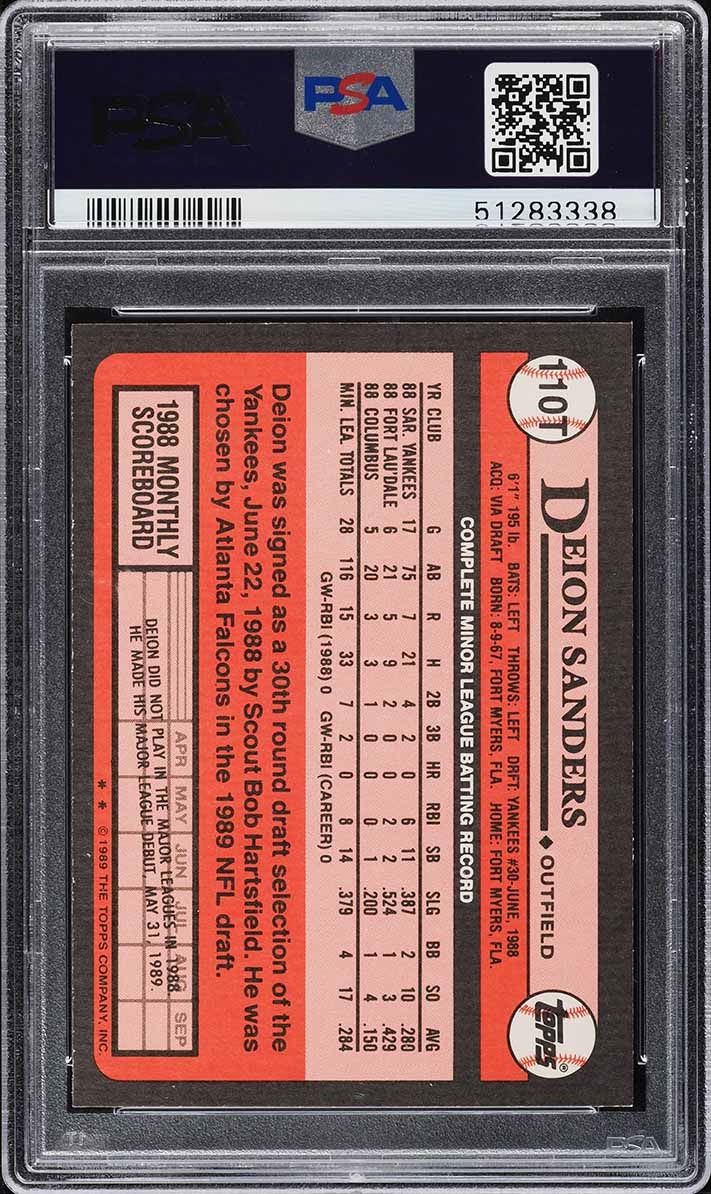 PSA
PSA
51283338
110T
DEION SANDERS ◆ OUTFIELD
TOPPS®
6'1" 195 lb. BATS: LEFT THROWS: LEFT DRFT: YANKEES #30-JUNE, 1988
ACQ: VIA DRAFT BORN: 8-9-67, FORT MYERS, FLA. HOME: FORT MYERS, FLA.
COMPLETE MINOR LEAGUE BATTING RECORD
YR CLUB G AB R H 2B 3B HR RBI SB SLG BB SO AVG
88 SAR. YANKEES 17 75 7 21 4 2 0 6 11 .387 2 10 .280
88 FORT LAU'DALE 6 21 5 9 2 0 0 2 2 .524 1 3 .429
88 COLUMBUS 5 20 3 3 1 0 0 0 1 .200 1 4 .150
MIN. LEA. TOTALS 28 116 15 33 7 2 0 8 14 .379 4 17 .284
GW-RBI (1988) 0 GW-RBI (CAREER) 0
Deion was signed as a 30th round draft selection of the
Yankees, June 22, 1988 by Scout Bob Hartsfield. He was
chosen by Atlanta Falcons in the 1989 NFL draft.
1988 MONTHLY
SCOREBOARD
APR MAY JUN JUL AUG SEP
DEION DID NOT PLAY IN THE MAJOR LEAGUES IN 1988.
HE MADE HIS MAJOR LEAGUE DEBUT, MAY 31, 1989.
* * © 1989 THE TOPPS COMPANY, INC.
PSA